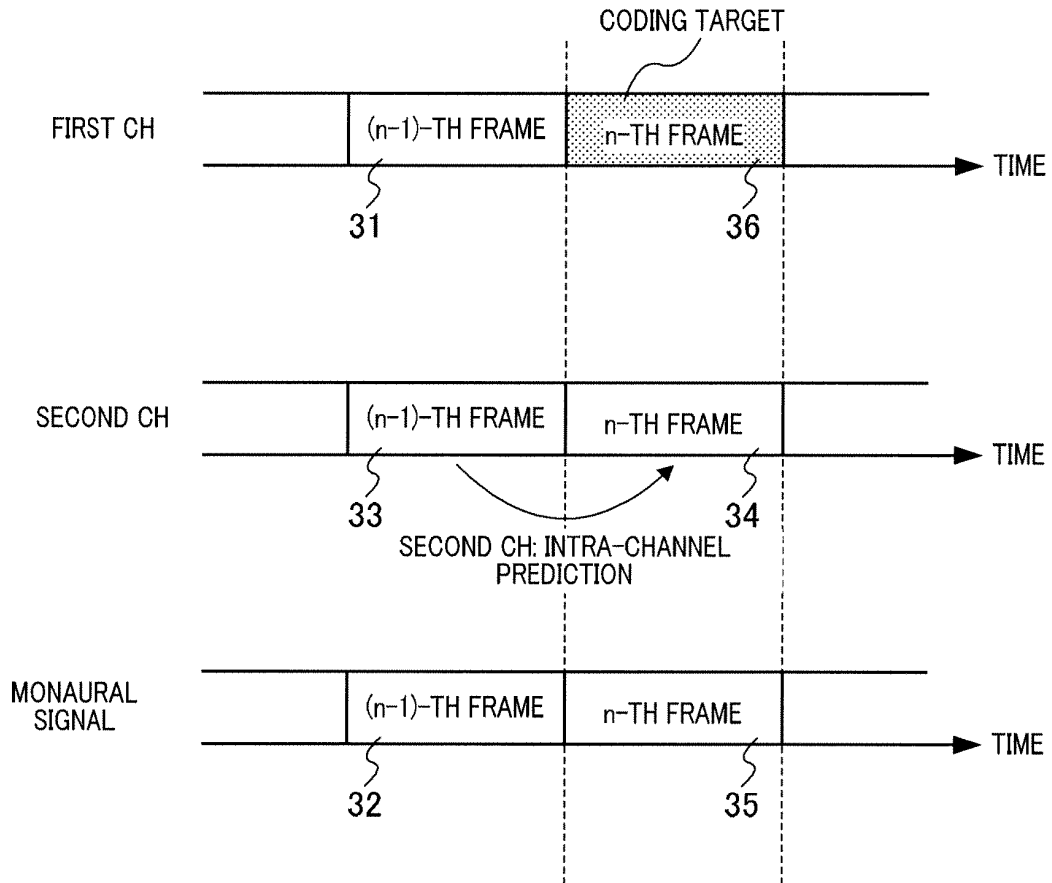 CODING TARGET
FIRST CH
(n-1)-TH FRAME
n-TH FRAME
TIME
31
36
SECOND CH
(n-1)-TH FRAME
n-TH FRAME
TIME
33
34
SECOND CH: INTRA-CHANNEL
PREDICTION
MONAURAL
SIGNAL
(n-1)-TH FRAME
n-TH FRAME
TIME
32
35